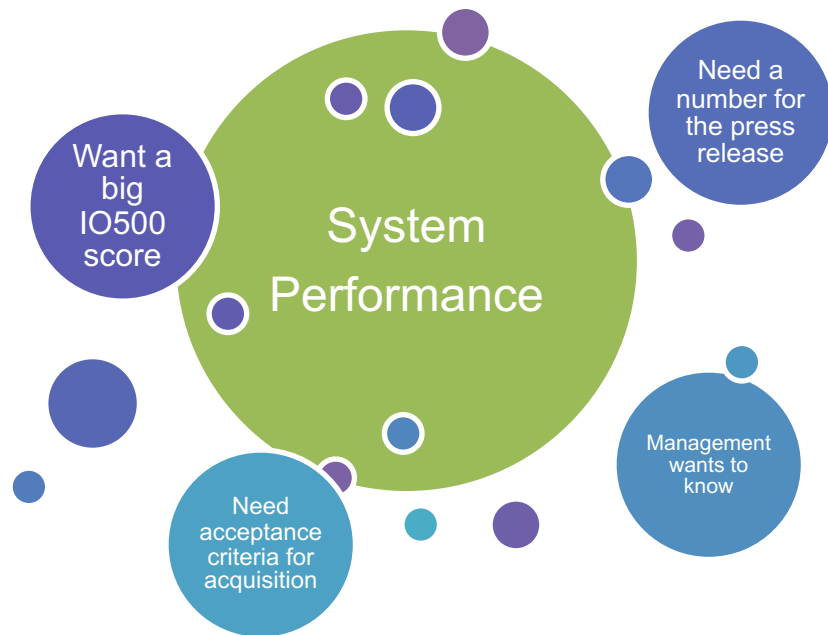 Need a
number for
the press
release
Want a
big
IO500
score
System
Performance
Management
wants to
know
Need
acceptance
criteria for
acquisition